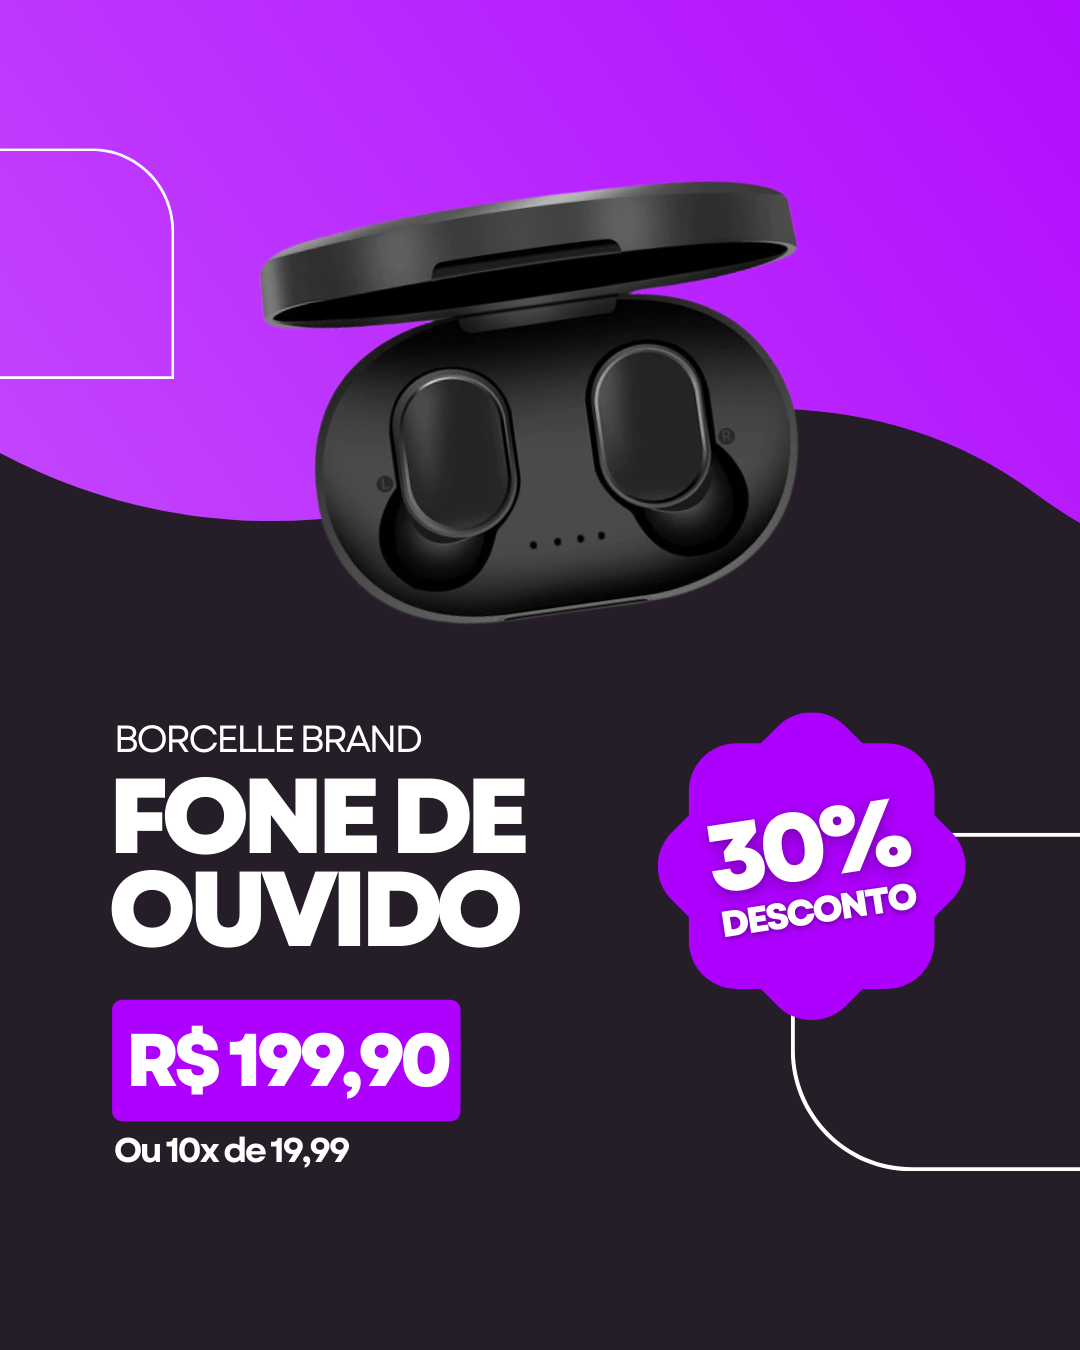 L
R
BORCELLE BRAND
FONE DE
OUVIDO
30%
DESCONTO
R$ 199,90
Ou 10x de 19,99